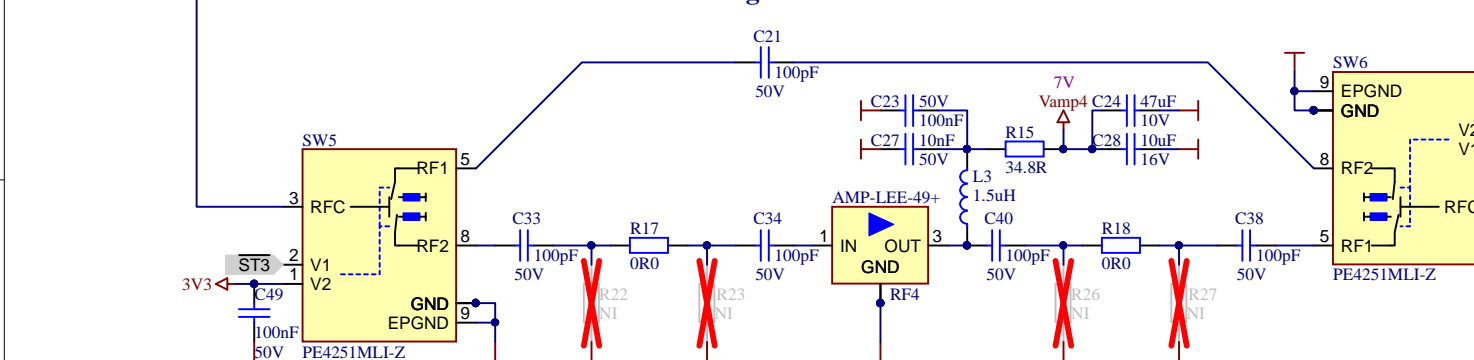 C21
100pF
50V
SW6
9
EPGND
GND
7V
Vamp4
C23
50V
100nF
C24
47uF
10V
C27
10nF
50V
R15
34.8R
C28
10uF
16V
SW5
RF1
5
8
RF2
L3
1.5uH
AMP-LEE-49+
3
RFC
C33
100pF
50V
R17
0R0
C34
100pF
50V
1
IN
OUT
3
GND
RF4
C40
100pF
50V
R18
0R0
C38
100pF
50V
5
RF1
PE4251MLI-Z
RF2
8
ST3
2
V1
3V3
1
V2
C49
100nF
50V
GND
EPGND
9
PE4251MLI-Z
R22
NI
R23
NI
R26
NI
R27
NI